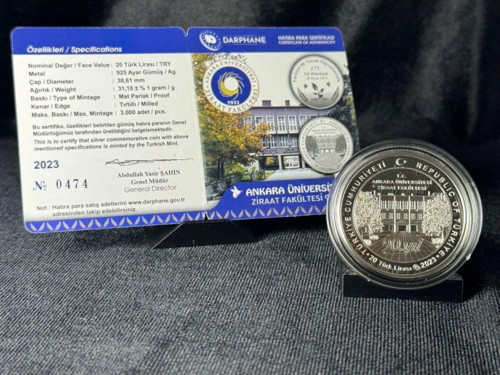 Özellikleri / Specifications
Nominal Değer / Face Value : 20 Türk Lirası / TRY
Metal : 925 Ayar Gümüş / Ag
Çap / Diameter : 38,61 mm
Ağırlık / Weight : 31,10 ± % 1 gram / g
Baskı / Type of Mintage : Mat Parlak / Proof
Kenar / Edge : Tırtıllı / Milled
Maks. Baskı / Max. Mintage : 3.000 adet / pcs.
Bu sertifika, özellikleri belirtilen gümüş hatıra paranın Genel
Müdürlüğümüz tarafından üretildiğini belgelemektedir.
This is to certify that silver commemorative coin with above
mentioned specifications is minted by the Turkish Mint.
2023
Abdullah Yasir ŞAHİN
Genel Müdür
General Director
№ 0474
Not : Hatıra para satış adetlerini www.darphane.gov.tr
adresinden takip edebilirsiniz.
DARPHANE
HATIRA PARA SERTİFİKASI
CERTIFICATE OF AUTHENTICITY
1933
ANKARA ÜNİVERSİ
ZİRAAT FAKÜLTESİ
TÜRKİYE CUMHURİYETİ REPUBLIC OF TÜRKİYE
T.C.
ANKARA ÜNİVERSİTESİ
ZİRAAT FAKÜLTESİ
90.yıl
20 Türk Lirası 2023